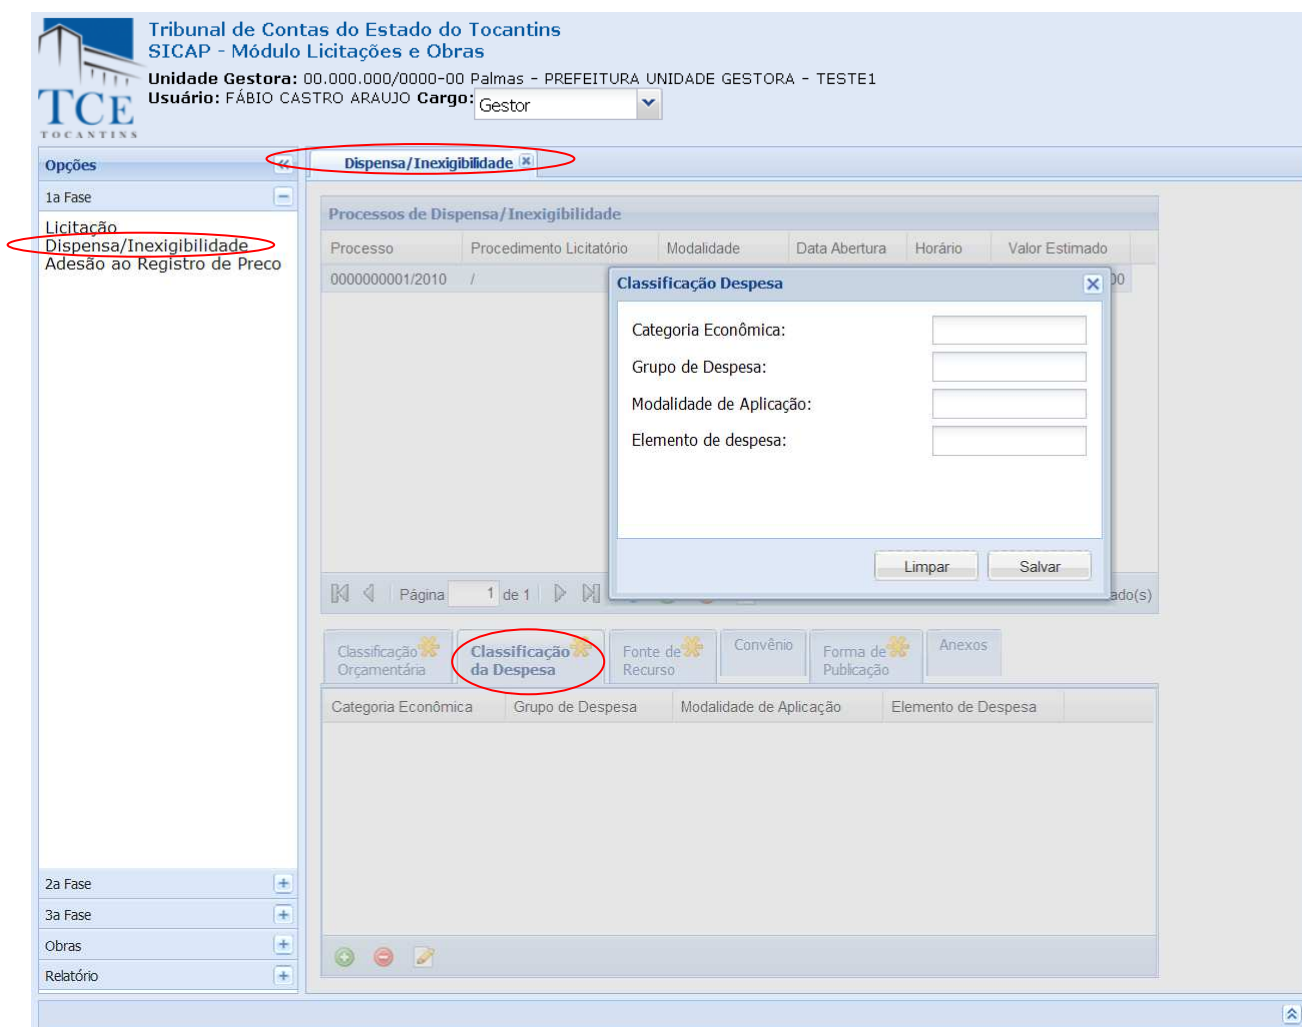 Tribunal de Contas do Estado do Tocantins
SICAP - Módulo Licitações e Obras
Unidade Gestora: 00.000.000/0000-00 Palmas - PREFEITURA UNIDADE GESTORA - TESTE1
Usuário: FÁBIO CASTRO ARAUJO Cargo: Gestor
TCE
TOCANTINS
Opções
1a Fase
Licitação
Dispensa/Inexigibilidade
Adesão ao Registro de Preco
2a Fase
3a Fase
Obras
Relatório
Dispensa/Inexigibilidade
Processos de Dispensa/Inexigibilidade
Processo Procedimento Licitatório Modalidade Data Abertura Horário Valor Estimado
0000000001/2010 / 00
Classificação Despesa
Categoria Econômica:
Grupo de Despesa:
Modalidade de Aplicação:
Elemento de despesa:
Limpar Salvar
Página 1 de 1 ado(s)
Classificação Orçamentária
Classificação da Despesa
Fonte de Recurso
Convênio
Forma de Publicação
Anexos
Categoria Econômica Grupo de Despesa Modalidade de Aplicação Elemento de Despesa